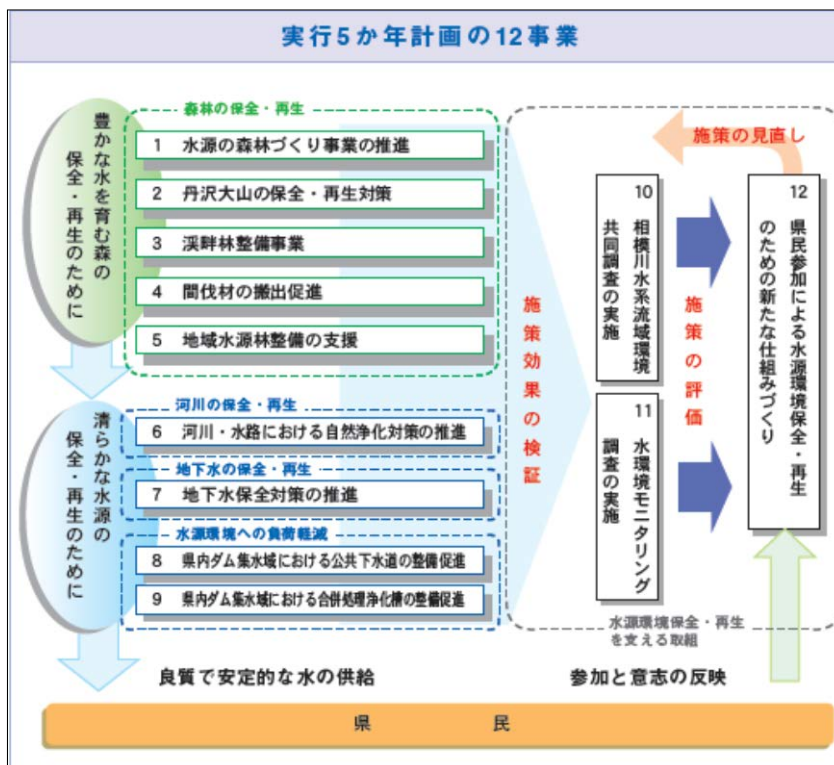 実行5か年計画の12事業
豊かな水を育む森の
保全・再生のために
森林の保全・再生
1 水源の森林づくり事業の推進
2 丹沢大山の保全・再生対策
3 渓畔林整備事業
4 間伐材の搬出促進
5 地域水源林整備の支援
清らかな水源の
保全・再生のために
河川の保全・再生
6 河川・水路における自然浄化対策の推進
地下水の保全・再生
7 地下水保全対策の推進
水源環境への負荷軽減
8 県内ダム集水域における公共下水道の整備促進
9 県内ダム集水域における合併処理浄化槽の整備促進
施策効果の検証
10 相模川水系流域環境
共同調査の実施
11 水環境モニタリング
調査の実施
施策の評価
施策の見直し
12 県民参加による水源環境保全・再生
のための新たな仕組みづくり
水源環境保全・再生
を支える取組
良質で安定的な水の供給
参加と意志の反映
県 民